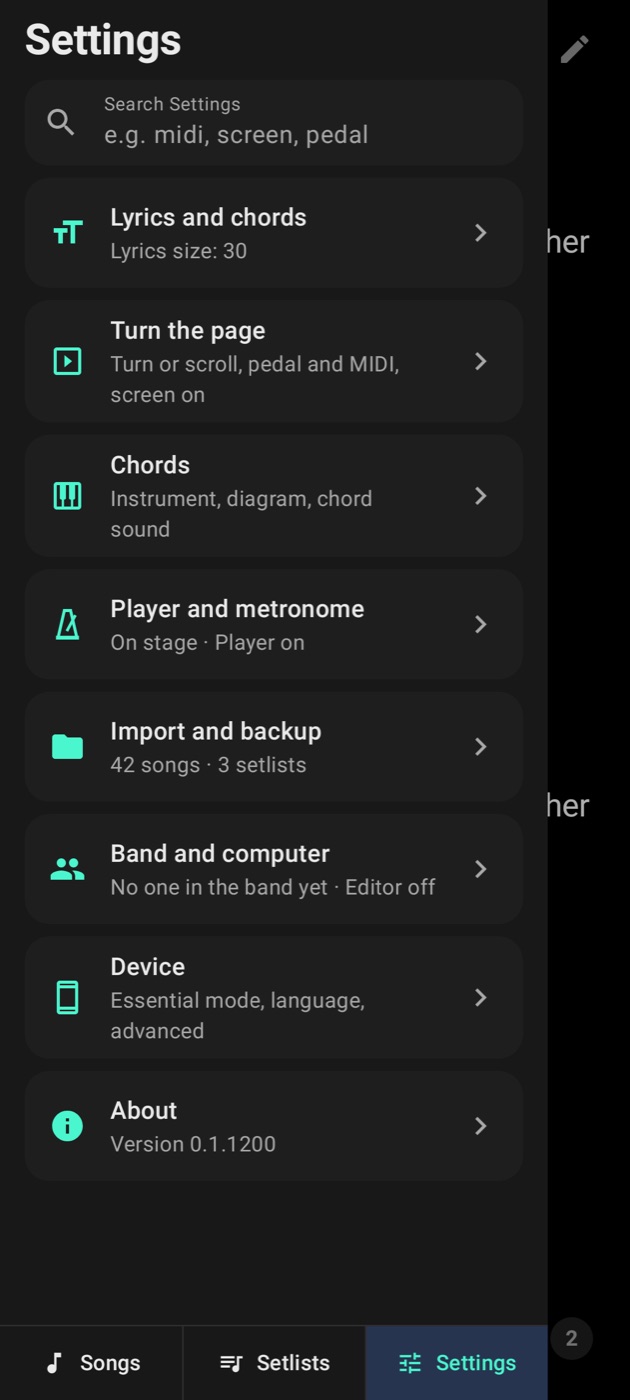 Settings
Search Settings
e.g. midi, screen, pedal
Lyrics and chords
Lyrics size: 30
her
Turn the page
Turn or scroll, pedal and MIDI,
screen on
Chords
Instrument, diagram, chord
sound
Player and metronome
On stage · Player on
Import and backup
42 songs · 3 setlists
her
Band and computer
No one in the band yet · Editor off
Device
Essential mode, language,
advanced
About
Version 0.1.1200
2
Songs
Setlists
Settings